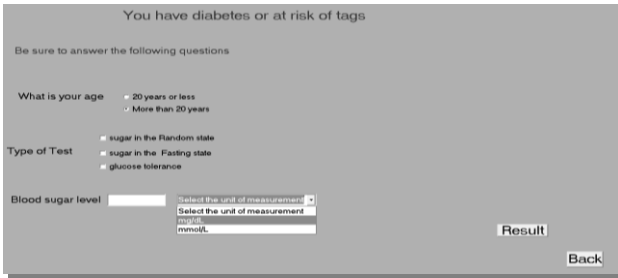 You have diabetes or at risk of tags
Be sure to answer the following questions
What is your age
20 years or less
More than 20 years
Type of Test
sugar in the Random state
sugar in the Fasting state
glucose tolerance
Blood sugar level
Select the unit of measurement
Select the unit of measurement
mg/dL
mmol/L
Result
Back